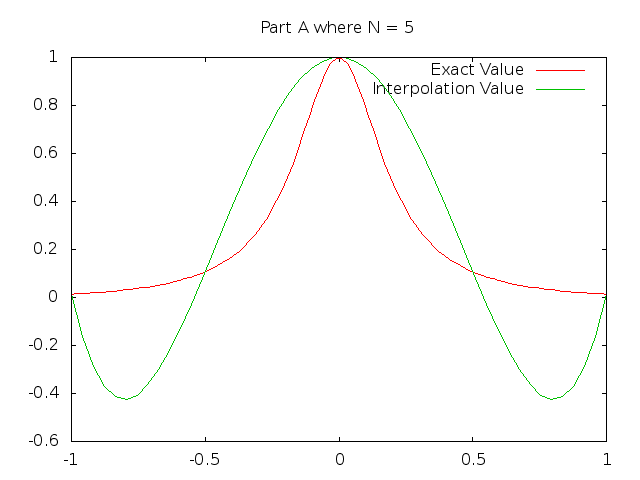 Part A where N = 5
1
Exact Value
Interpolation Value
0.8
0.6
0.4
0.2
0
-0.2
-0.4
-0.6
-1 -0.5 0 0.5 1